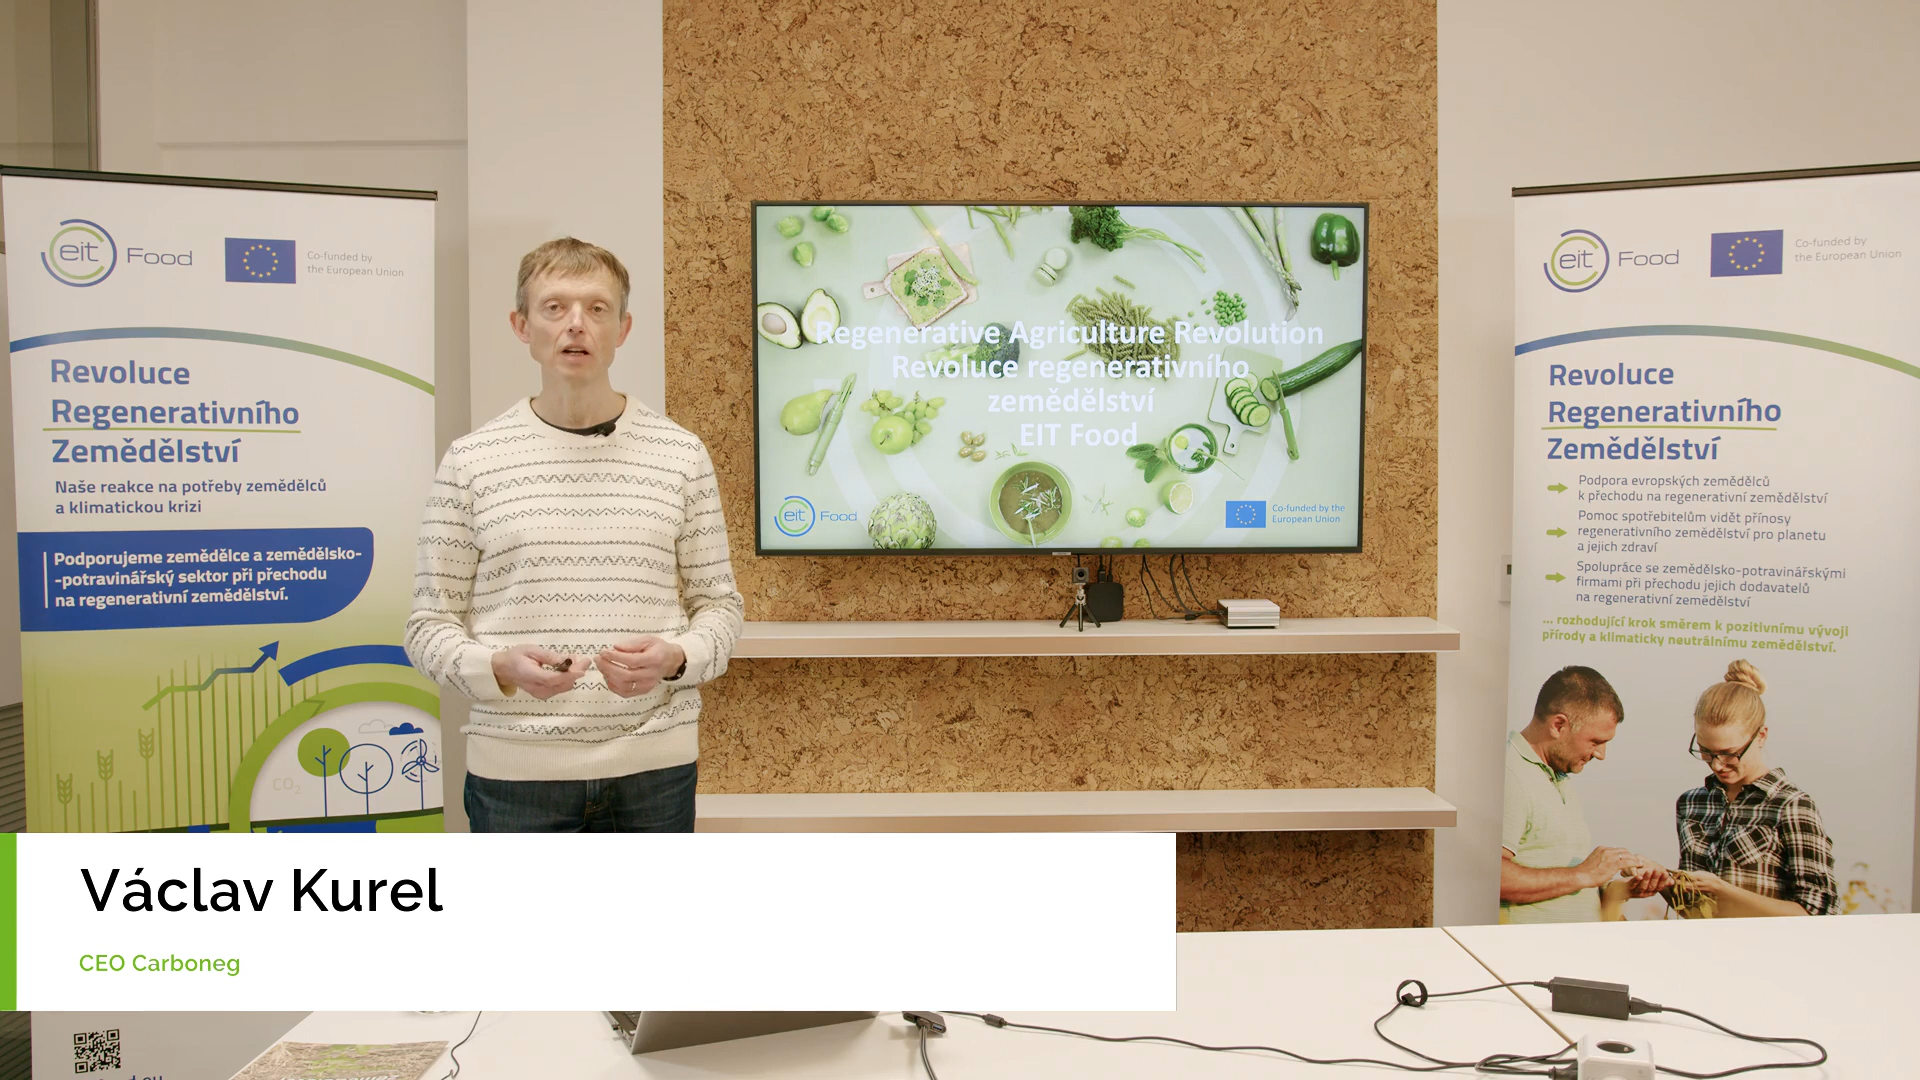 eit Food
Co-funded by
the European Union
Revoluce
Regenerativního
Zemědělství
Naše reakce na potřeby zemědělců
a klimatickou krizi
Podporujeme zemědělce a zemědělsko-
-potravinářský sektor při přechodu
na regenerativní zemědělství.
CO2
Regenerative Agriculture Revolution
Revoluce regenerativního
zemědělství
EIT Food
eit Food
Co-funded by the
European Union
eit Food
Co-funded by
the European Union
Revoluce
Regenerativního
Zemědělství
Podpora evropských zemědělců
k přechodu na regenerativní zemědělství
Pomoc spotřebitelům vidět přínosy
regenerativního zemědělství pro planetu
a jejich zdraví
Spolupráce se zemědělsko-potravinářskými
firmami při přechodu jejich dodavatelů
na regenerativní zemědělství
... rozhodující krok směrem k pozitivnímu vývoji
přírody a klimaticky neutrálnímu zemědělství.
Václav Kurel
CEO Carboneg